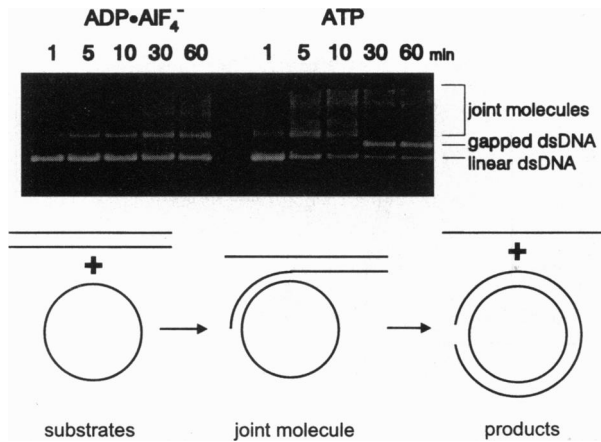 ADP•AlF₄⁻ ATP
1 5 10 30 60 1 5 10 30 60 min
joint molecules
gapped dsDNA
linear dsDNA
+ +
substrates joint molecule products